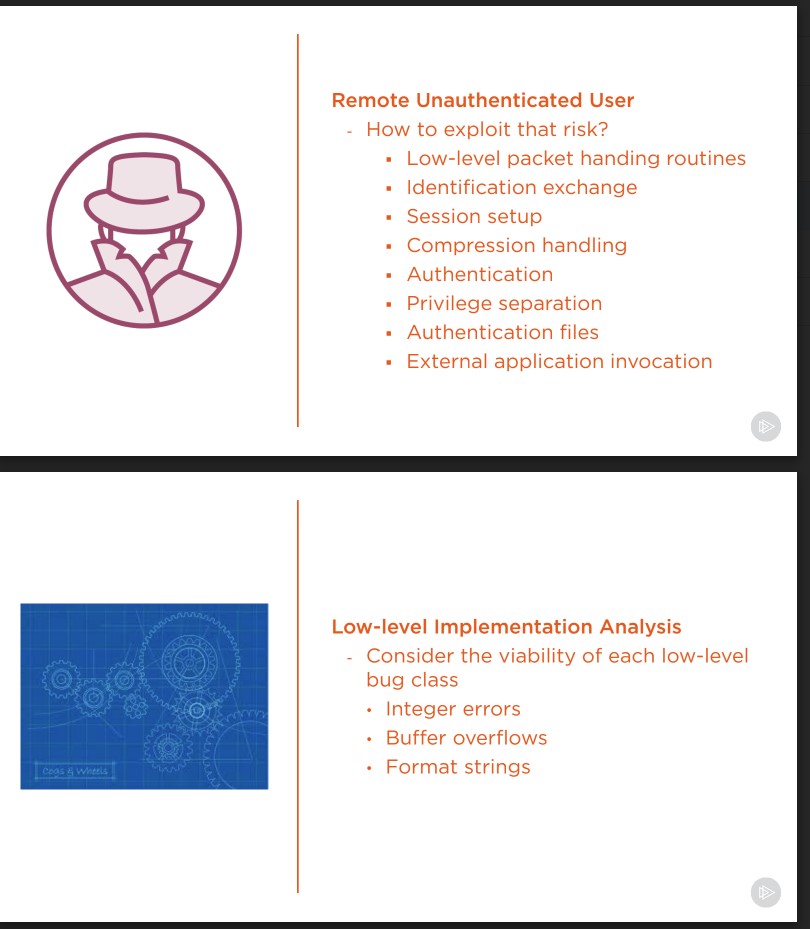 Remote Unauthenticated User
- How to exploit that risk?
▪ Low-level packet handing routines
▪ Identification exchange
▪ Session setup
▪ Compression handling
▪ Authentication
▪ Privilege separation
▪ Authentication files
▪ External application invocation
Low-level Implementation Analysis
- Consider the viability of each low-level
bug class
• Integer errors
• Buffer overflows
• Format strings
Cogs & Wheels